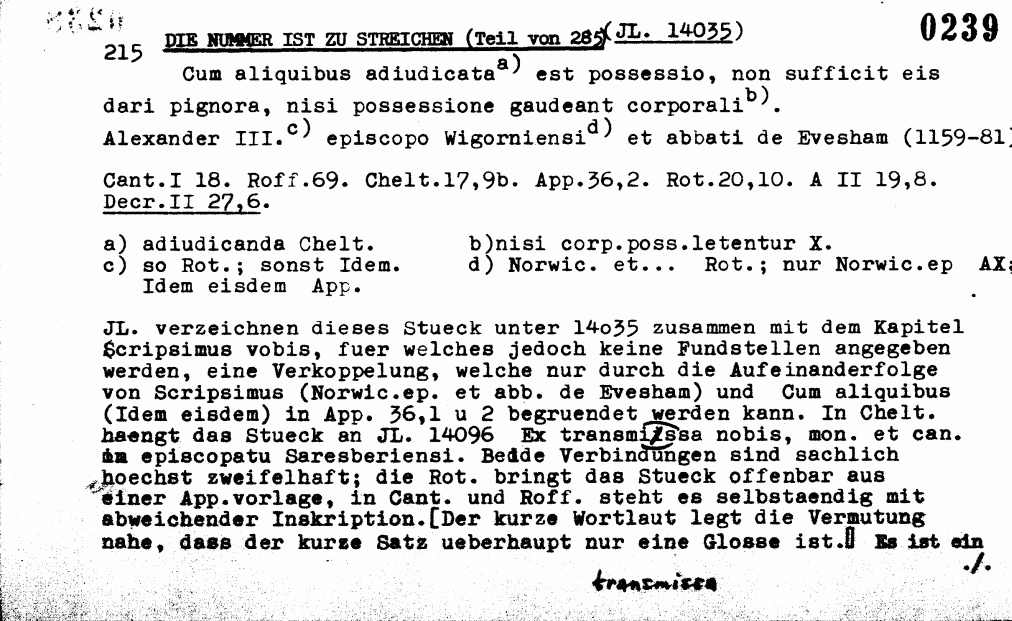 0239
DIE NUMMER IST ZU STREICHEN (Teil von 285) (JL. 14035)
215
Cum aliquibus adiudicata a) est possessio, non sufficit eis
dari pignora, nisi possessione gaudeant corporali b).
Alexander III. c) episcopo Wigorniensi d) et abbati de Evesham (1159-81)
Cant.I 18. Roff.69. Chelt.17,9b. App.36,2. Rot.20,10. A II 19,8.
Decr.II 27,6.
a) adiudicanda Chelt. b)nisi corp.poss.letentur X.
c) so Rot.; sonst Idem. d) Norwic. et... Rot.; nur Norwic.ep AX;
Idem eisdem App.
JL. verzeichnen dieses Stueck unter 14o35 zusammen mit dem Kapitel
Scripsimus vobis, fuer welches jedoch keine Fundstellen angegeben
werden, eine Verkoppelung, welche nur durch die Aufeinanderfolge
von Scripsimus (Norwic.ep. et abb. de Evesham) und Cum aliquibus
(Idem eisdem) in App. 36,1 u 2 begruendet werden kann. In Chelt.
haengt das Stueck an JL. 14096 Ex transmissa nobis, mon. et can.
in episcopatu Saresberiensi. Beide Verbindungen sind sachlich
hoechst zweifelhaft; die Rot. bringt das Stueck offenbar aus
einer App.vorlage, in Cant. und Roff. steht es selbstaendig mit
abweichender Inskription.[Der kurze Wortlaut legt die Vermutung
nahe, dass der kurze Satz ueberhaupt nur eine Glosse ist.] Es ist ein
./.
transmissa